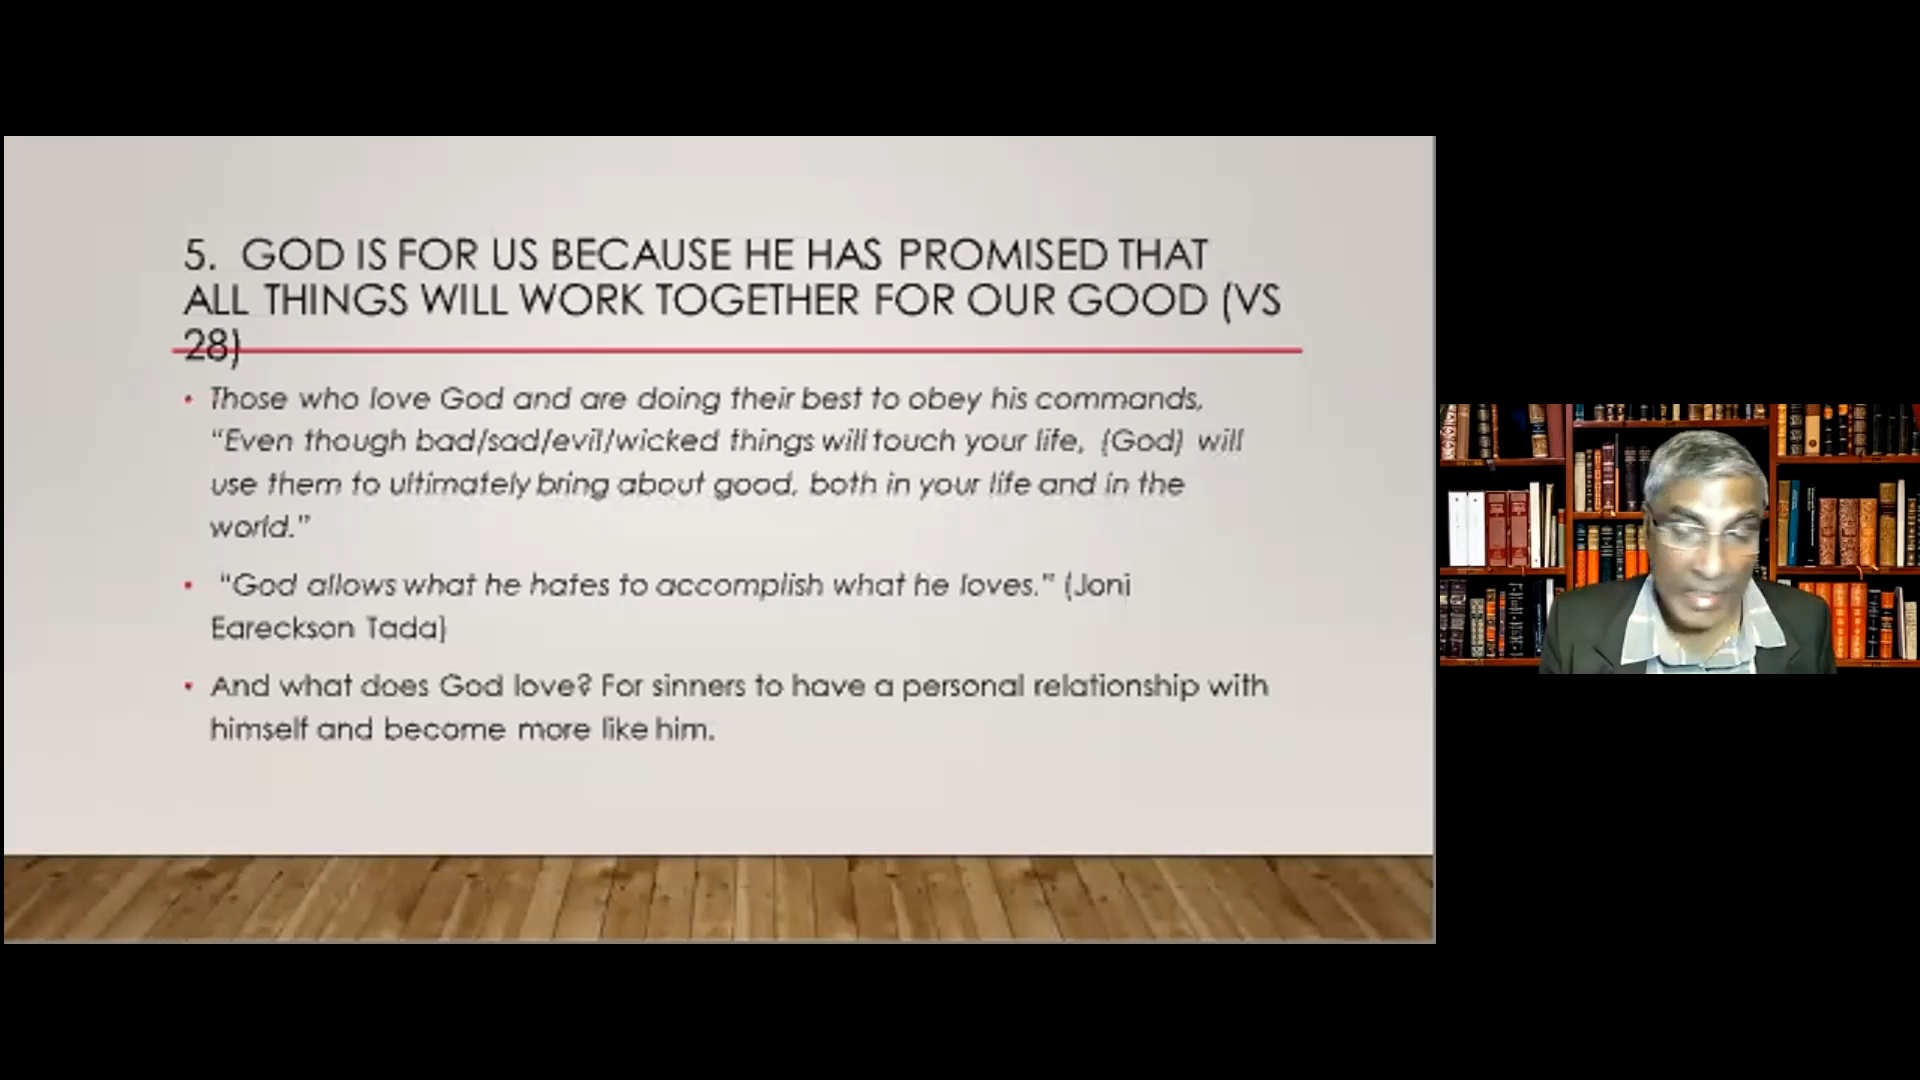 5. GOD IS FOR US BECAUSE HE HAS PROMISED THAT
ALL THINGS WILL WORK TOGETHER FOR OUR GOOD (VS
28)
• Those who love God and are doing their best to obey his commands,
“Even though bad/sad/evil/wicked things will touch your life, (God) will
use them to ultimately bring about good, both in your life and in the
world.”
• “God allows what he hates to accomplish what he loves.” (Joni
Eareckson Tada)
• And what does God love? For sinners to have a personal relationship with
himself and become more like him.